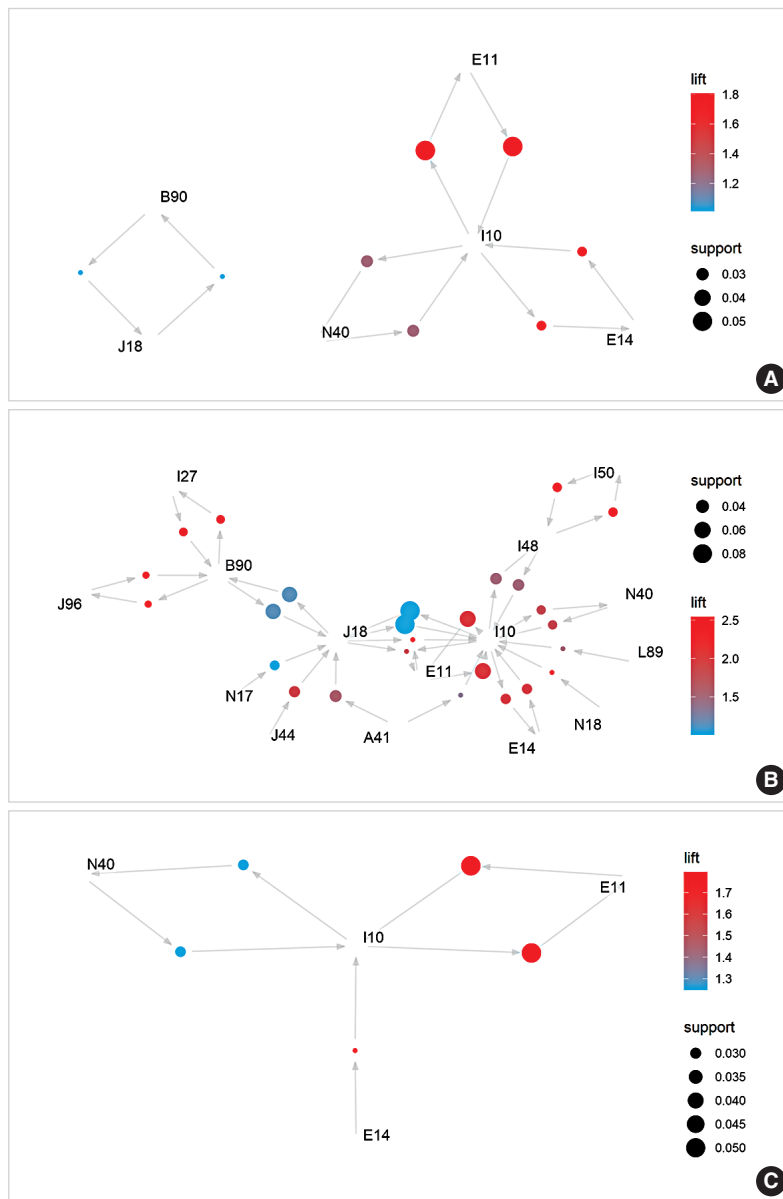 E11
lift
1.8
1.6
1.2
B90
I10
support
0.03
0.04
0.05
N40
E14
J18
A
I27
I50
support
0.04
0.06
0.08
I48
B90
J96
N40
lift
2.5
2.0
1.5
J18
I10
L89
E11
N17
N18
J44
A41
E14
B
N40
lift
E11
1.7
1.6
1.5
1.4
1.3
I10
support
0.030
0.035
0.040
0.045
0.050
E14
C